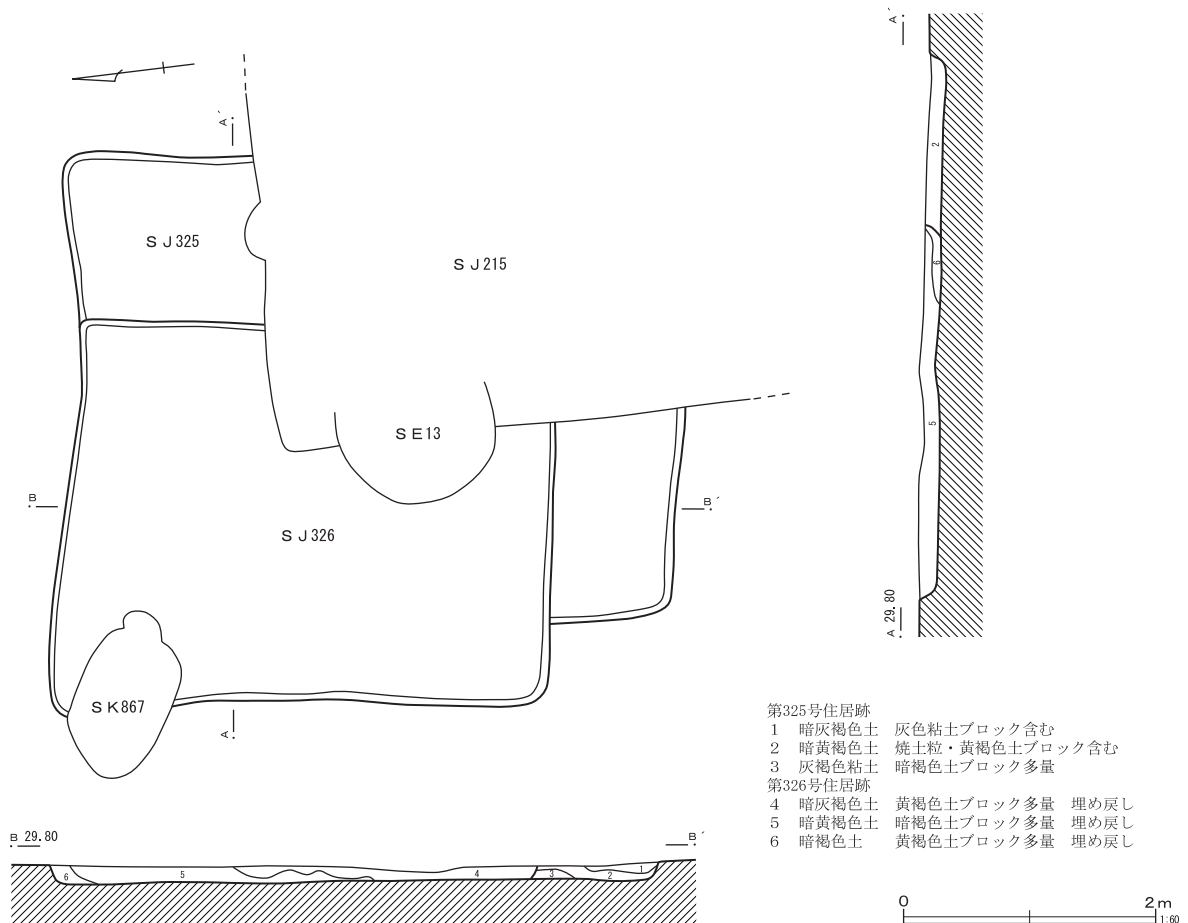 A´
A´
2
SJ325
SJ215
6
5
SE13
B
B´
SJ326
A 29.80
SK867
A
第325号住居跡
1 暗灰褐色土 灰色粘土ブロック含む
2 暗黄褐色土 焼土粒・黄褐色土ブロック含む
3 灰褐色粘土 暗褐色土ブロック多量
第326号住居跡
4 暗灰褐色土 黄褐色土ブロック多量 埋め戻し
5 暗黄褐色土 暗褐色土ブロック多量 埋め戻し
6 暗褐色土 黄褐色土ブロック多量 埋め戻し
B 29.80
B´
6 5 4 3 2 1
0 2m
1:60